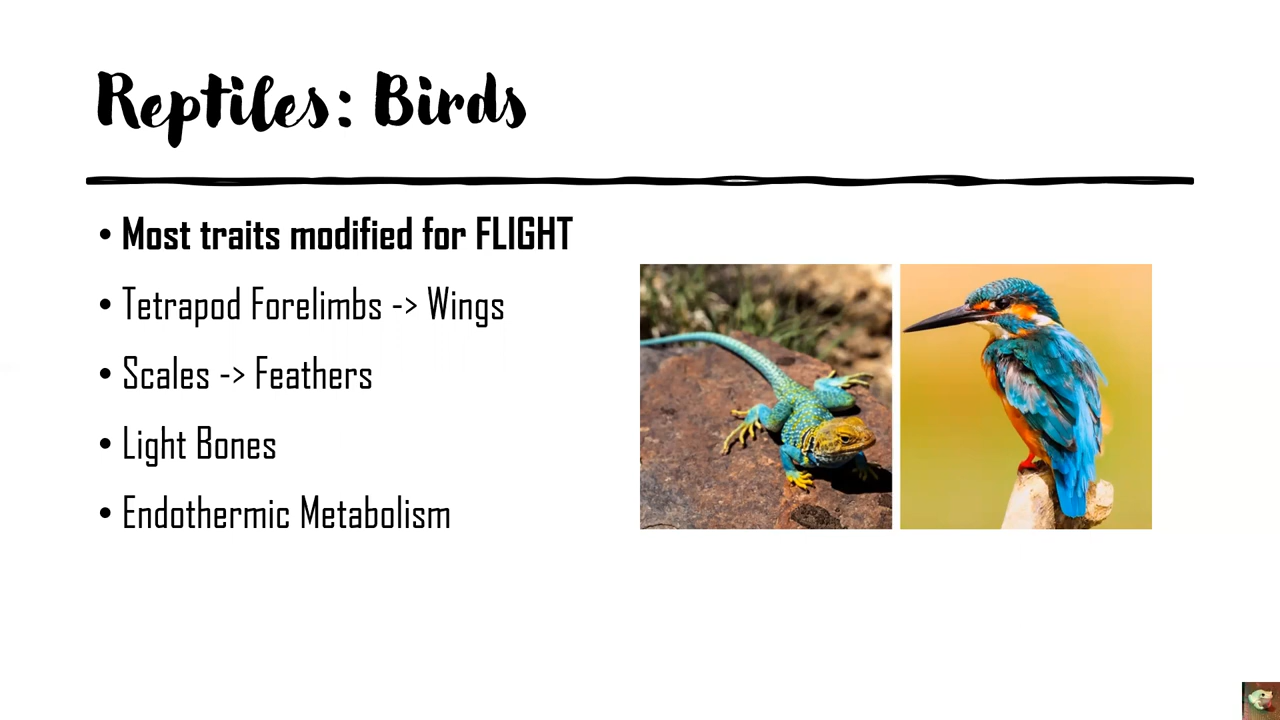 Reptiles: Birds
• Most traits modified for FLIGHT
• Tetrapod Forelimbs -> Wings
• Scales -> Feathers
• Light Bones
• Endothermic Metabolism